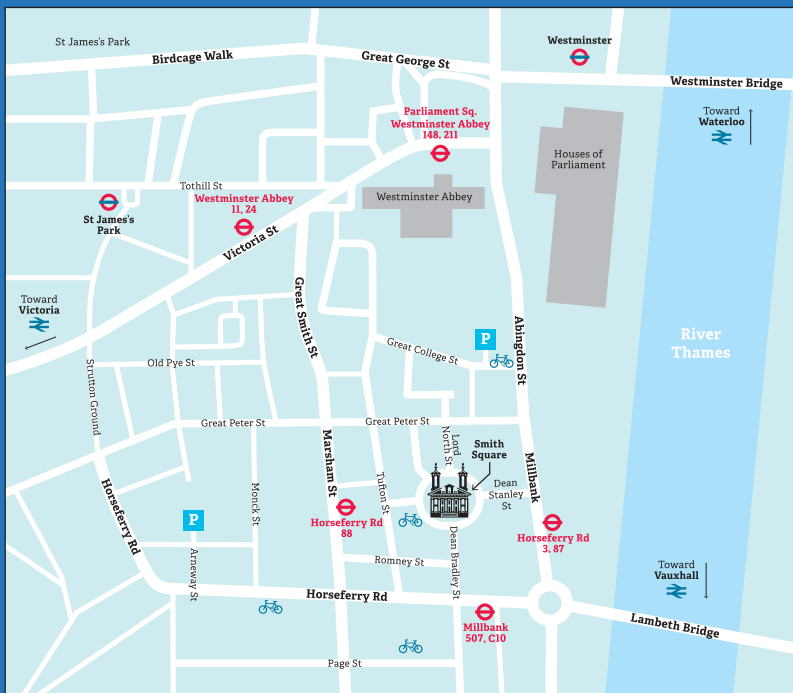 St James's Park
Birdcage Walk
Great George St
Westminster
Westminster Bridge
Parliament Sq.
Westminster Abbey
148, 211
Toward
Waterloo
Houses of
Parliament
Tothill St
Westminster Abbey
11, 24
Westminster Abbey
St James's
Park
Victoria St
Toward
Victoria
Great Smith St
Abingdon St
River
Thames
P
Great College St
Old Pye St
Strutton Ground
Great Peter St
Great Peter St
Lord
North St
Smith
Square
Marsham St
Millbank
Tufton St
Dean
Stanley
St
Monck St
Horseferry Rd
P
Horseferry Rd
88
Horseferry Rd
3, 87
Arneway St
Romney St
Dean Bradley St
Toward
Vauxhall
Horseferry Rd
Millbank
507, C10
Lambeth Bridge
Page St